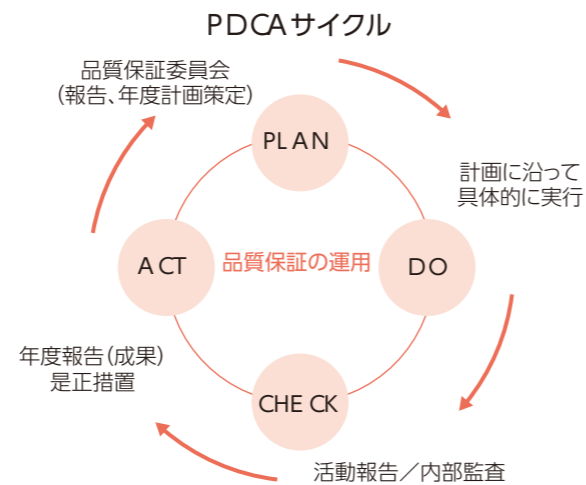 PDCAサイクル
品質保証委員会
(報告、年度計画策定)
PLAN
計画に沿って
具体的に実行
ACT
品質保証の運用
DO
年度報告(成果)
是正措置
CHECK
活動報告/内部監査